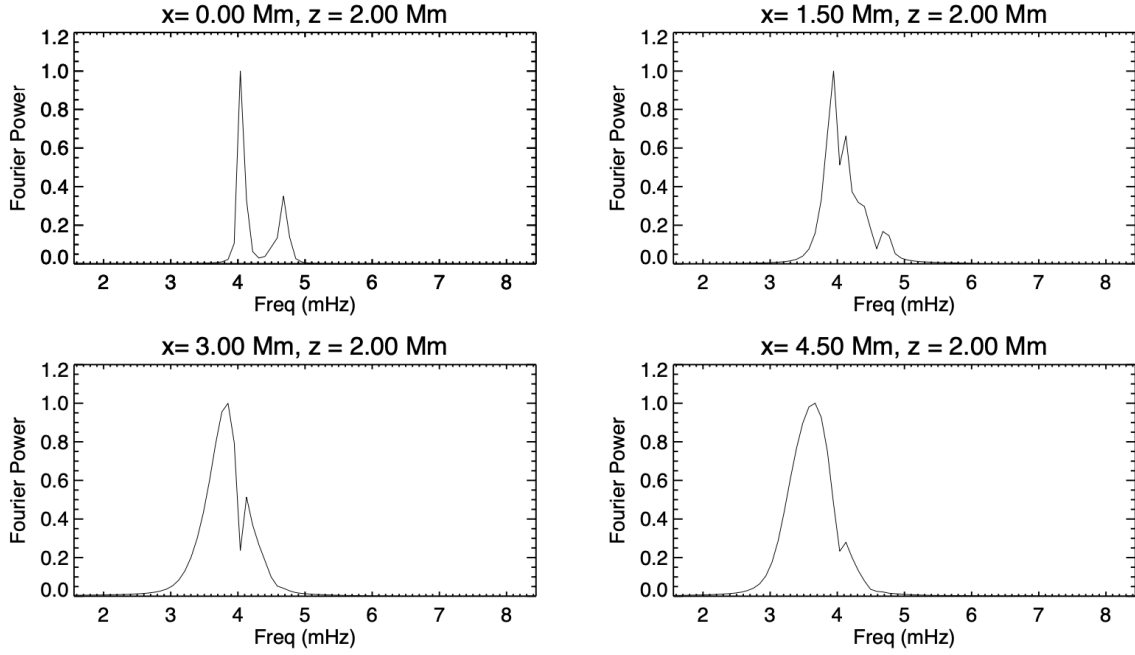 x= 0.00 Mm, z = 2.00 Mm
1.2
1.0
0.8
0.6
0.4
0.2
0.0
Fourier Power
2 3 4 5 6 7 8
Freq (mHz)
x= 1.50 Mm, z = 2.00 Mm
1.2
1.0
0.8
0.6
0.4
0.2
0.0
Fourier Power
2 3 4 5 6 7 8
Freq (mHz)
x= 3.00 Mm, z = 2.00 Mm
1.2
1.0
0.8
0.6
0.4
0.2
0.0
Fourier Power
2 3 4 5 6 7 8
Freq (mHz)
x= 4.50 Mm, z = 2.00 Mm
1.2
1.0
0.8
0.6
0.4
0.2
0.0
Fourier Power
2 3 4 5 6 7 8
Freq (mHz)